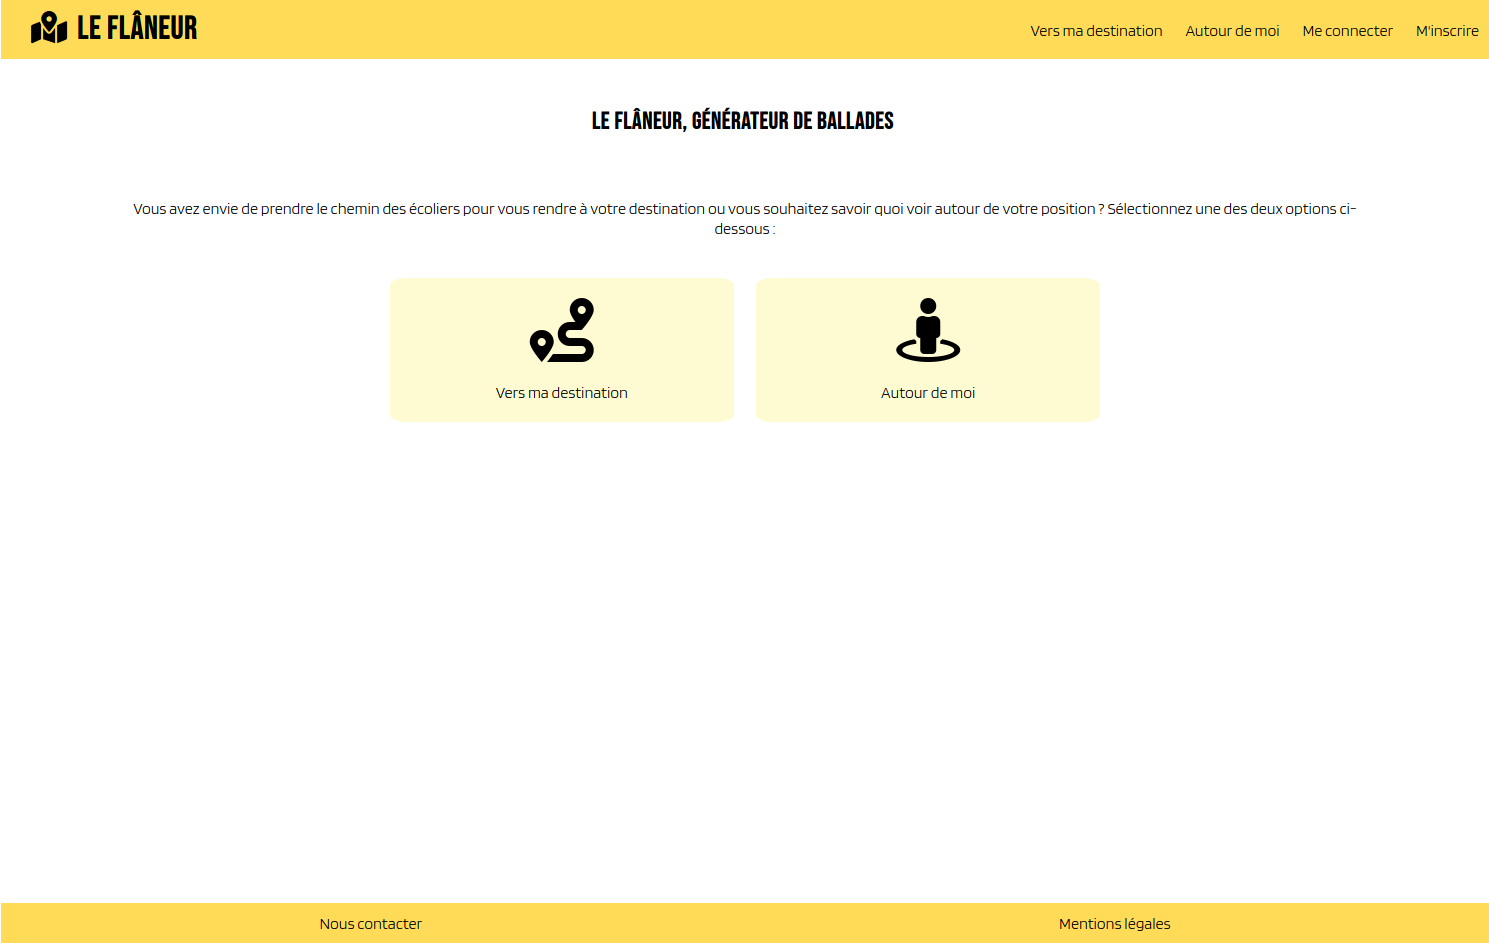 LE FLÂNEUR
Vers ma destination
Autour de moi
Me connecter
M'inscrire
LE FLÂNEUR, GÉNÉRATEUR DE BALLADES
Vous avez envie de prendre le chemin des écoliers pour vous rendre à votre destination ou vous souhaitez savoir quoi voir autour de votre position ? Sélectionnez une des deux options ci-
dessous :
Vers ma destination
Autour de moi
Nous contacter
Mentions légales